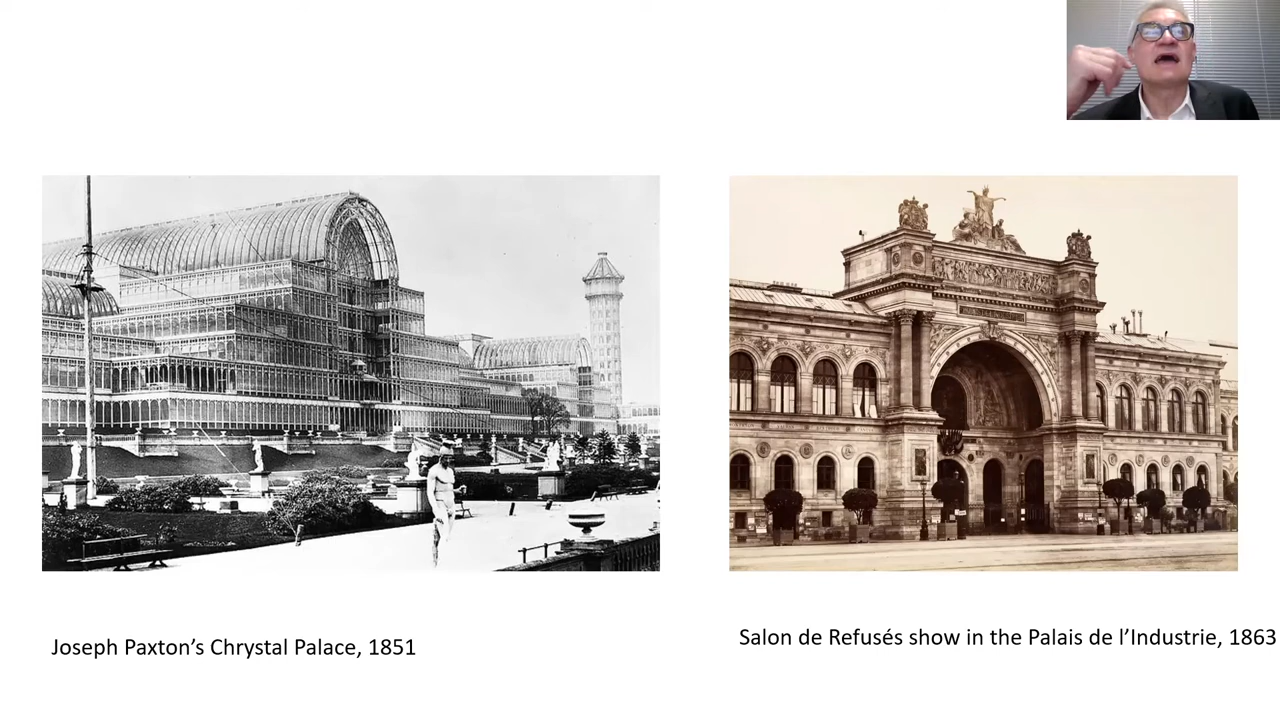 Joseph Paxton’s Chrystal Palace, 1851
Salon de Refusés show in the Palais de l’Industrie, 1863